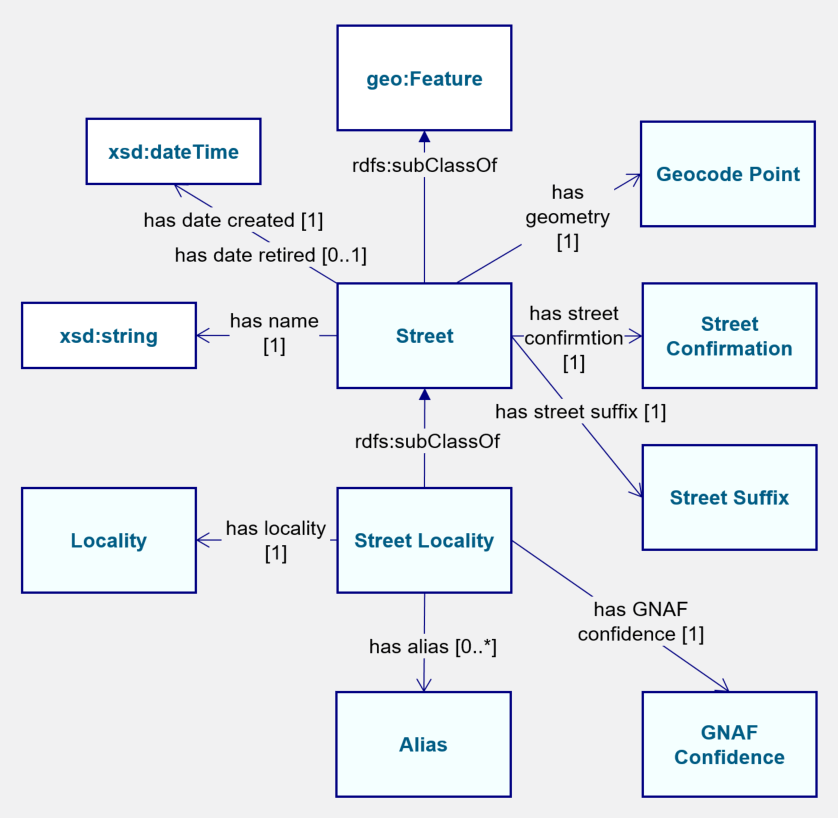 geo:Feature
xsd:dateTime
rdfs:subClassOf
Geocode Point
has
geometry
[1]
has date created [1]
has date retired [0..1]
xsd:string
has name
[1]
Street
has street
confirmtion
[1]
Street
Confirmation
has street suffix [1]
rdfs:subClassOf
Street Suffix
Locality
has locality
[1]
Street Locality
has GNAF
confidence [1]
has alias [0..*]
Alias
GNAF
Confidence